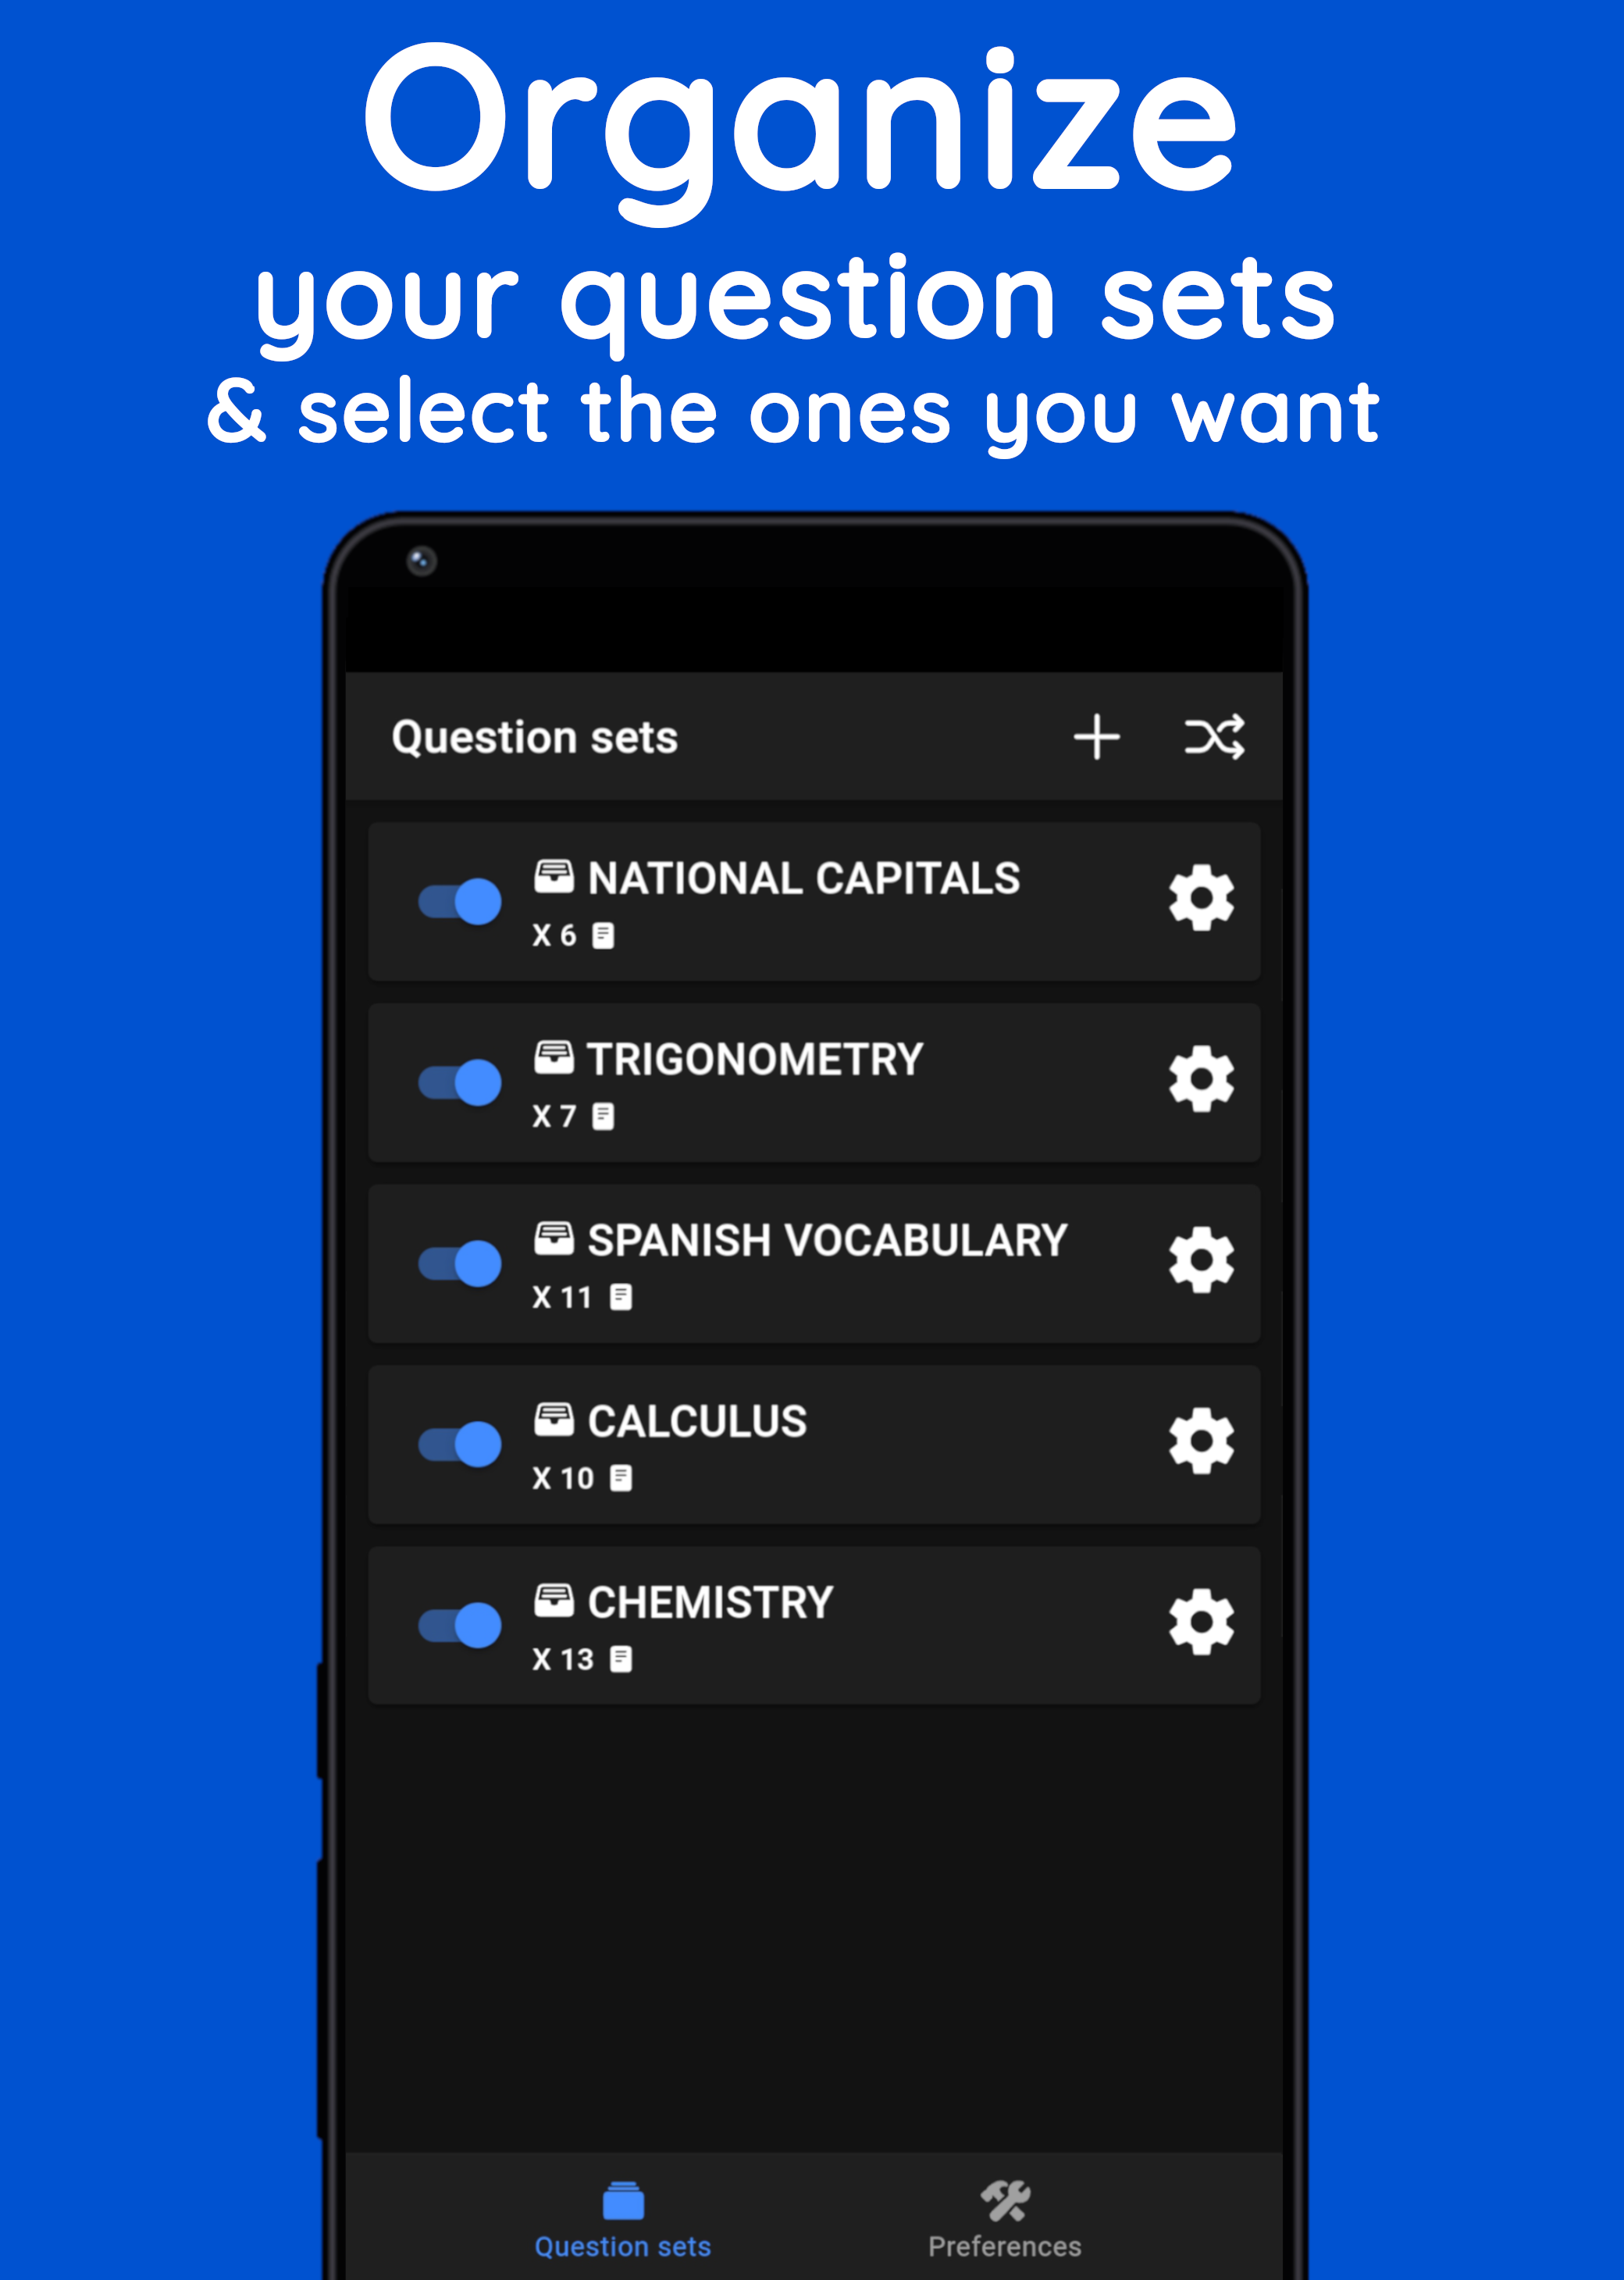 Organize
your question sets
& select the ones you want
Question sets
NATIONAL CAPITALS
X 6
TRIGONOMETRY
X 7
SPANISH VOCABULARY
X 11
CALCULUS
X 10
CHEMISTRY
X 13
Question sets
Preferences